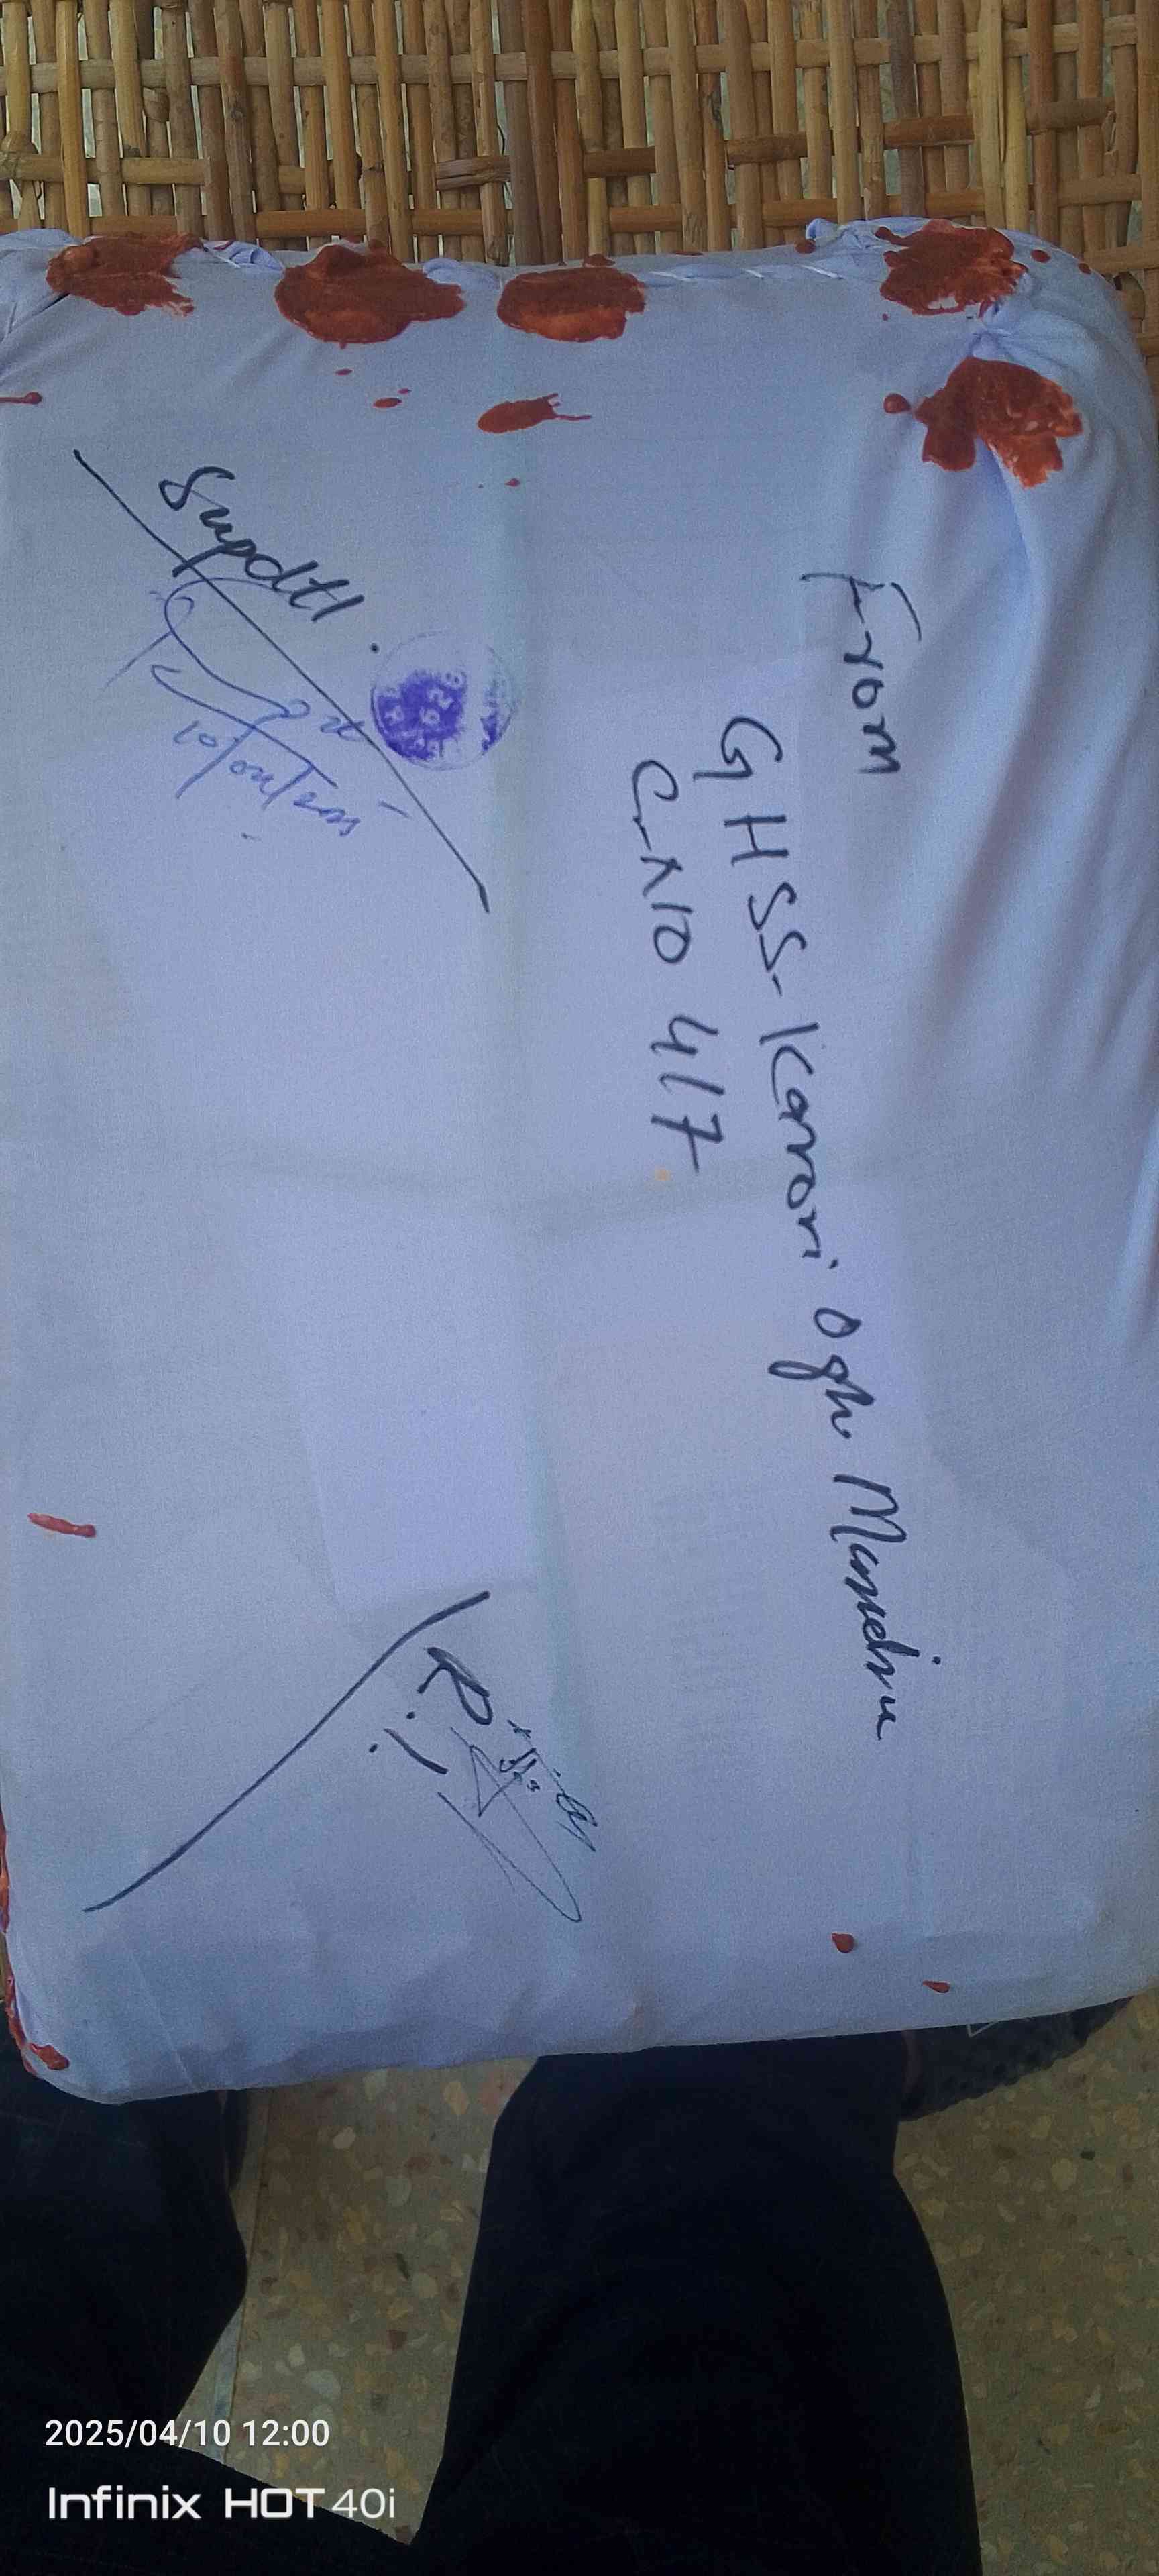 From
GHSS-Karori Ogh Mansehra
C.NO 417
Supdtt.
R.I
2025/04/10 12:00
Infinix HOT 40i